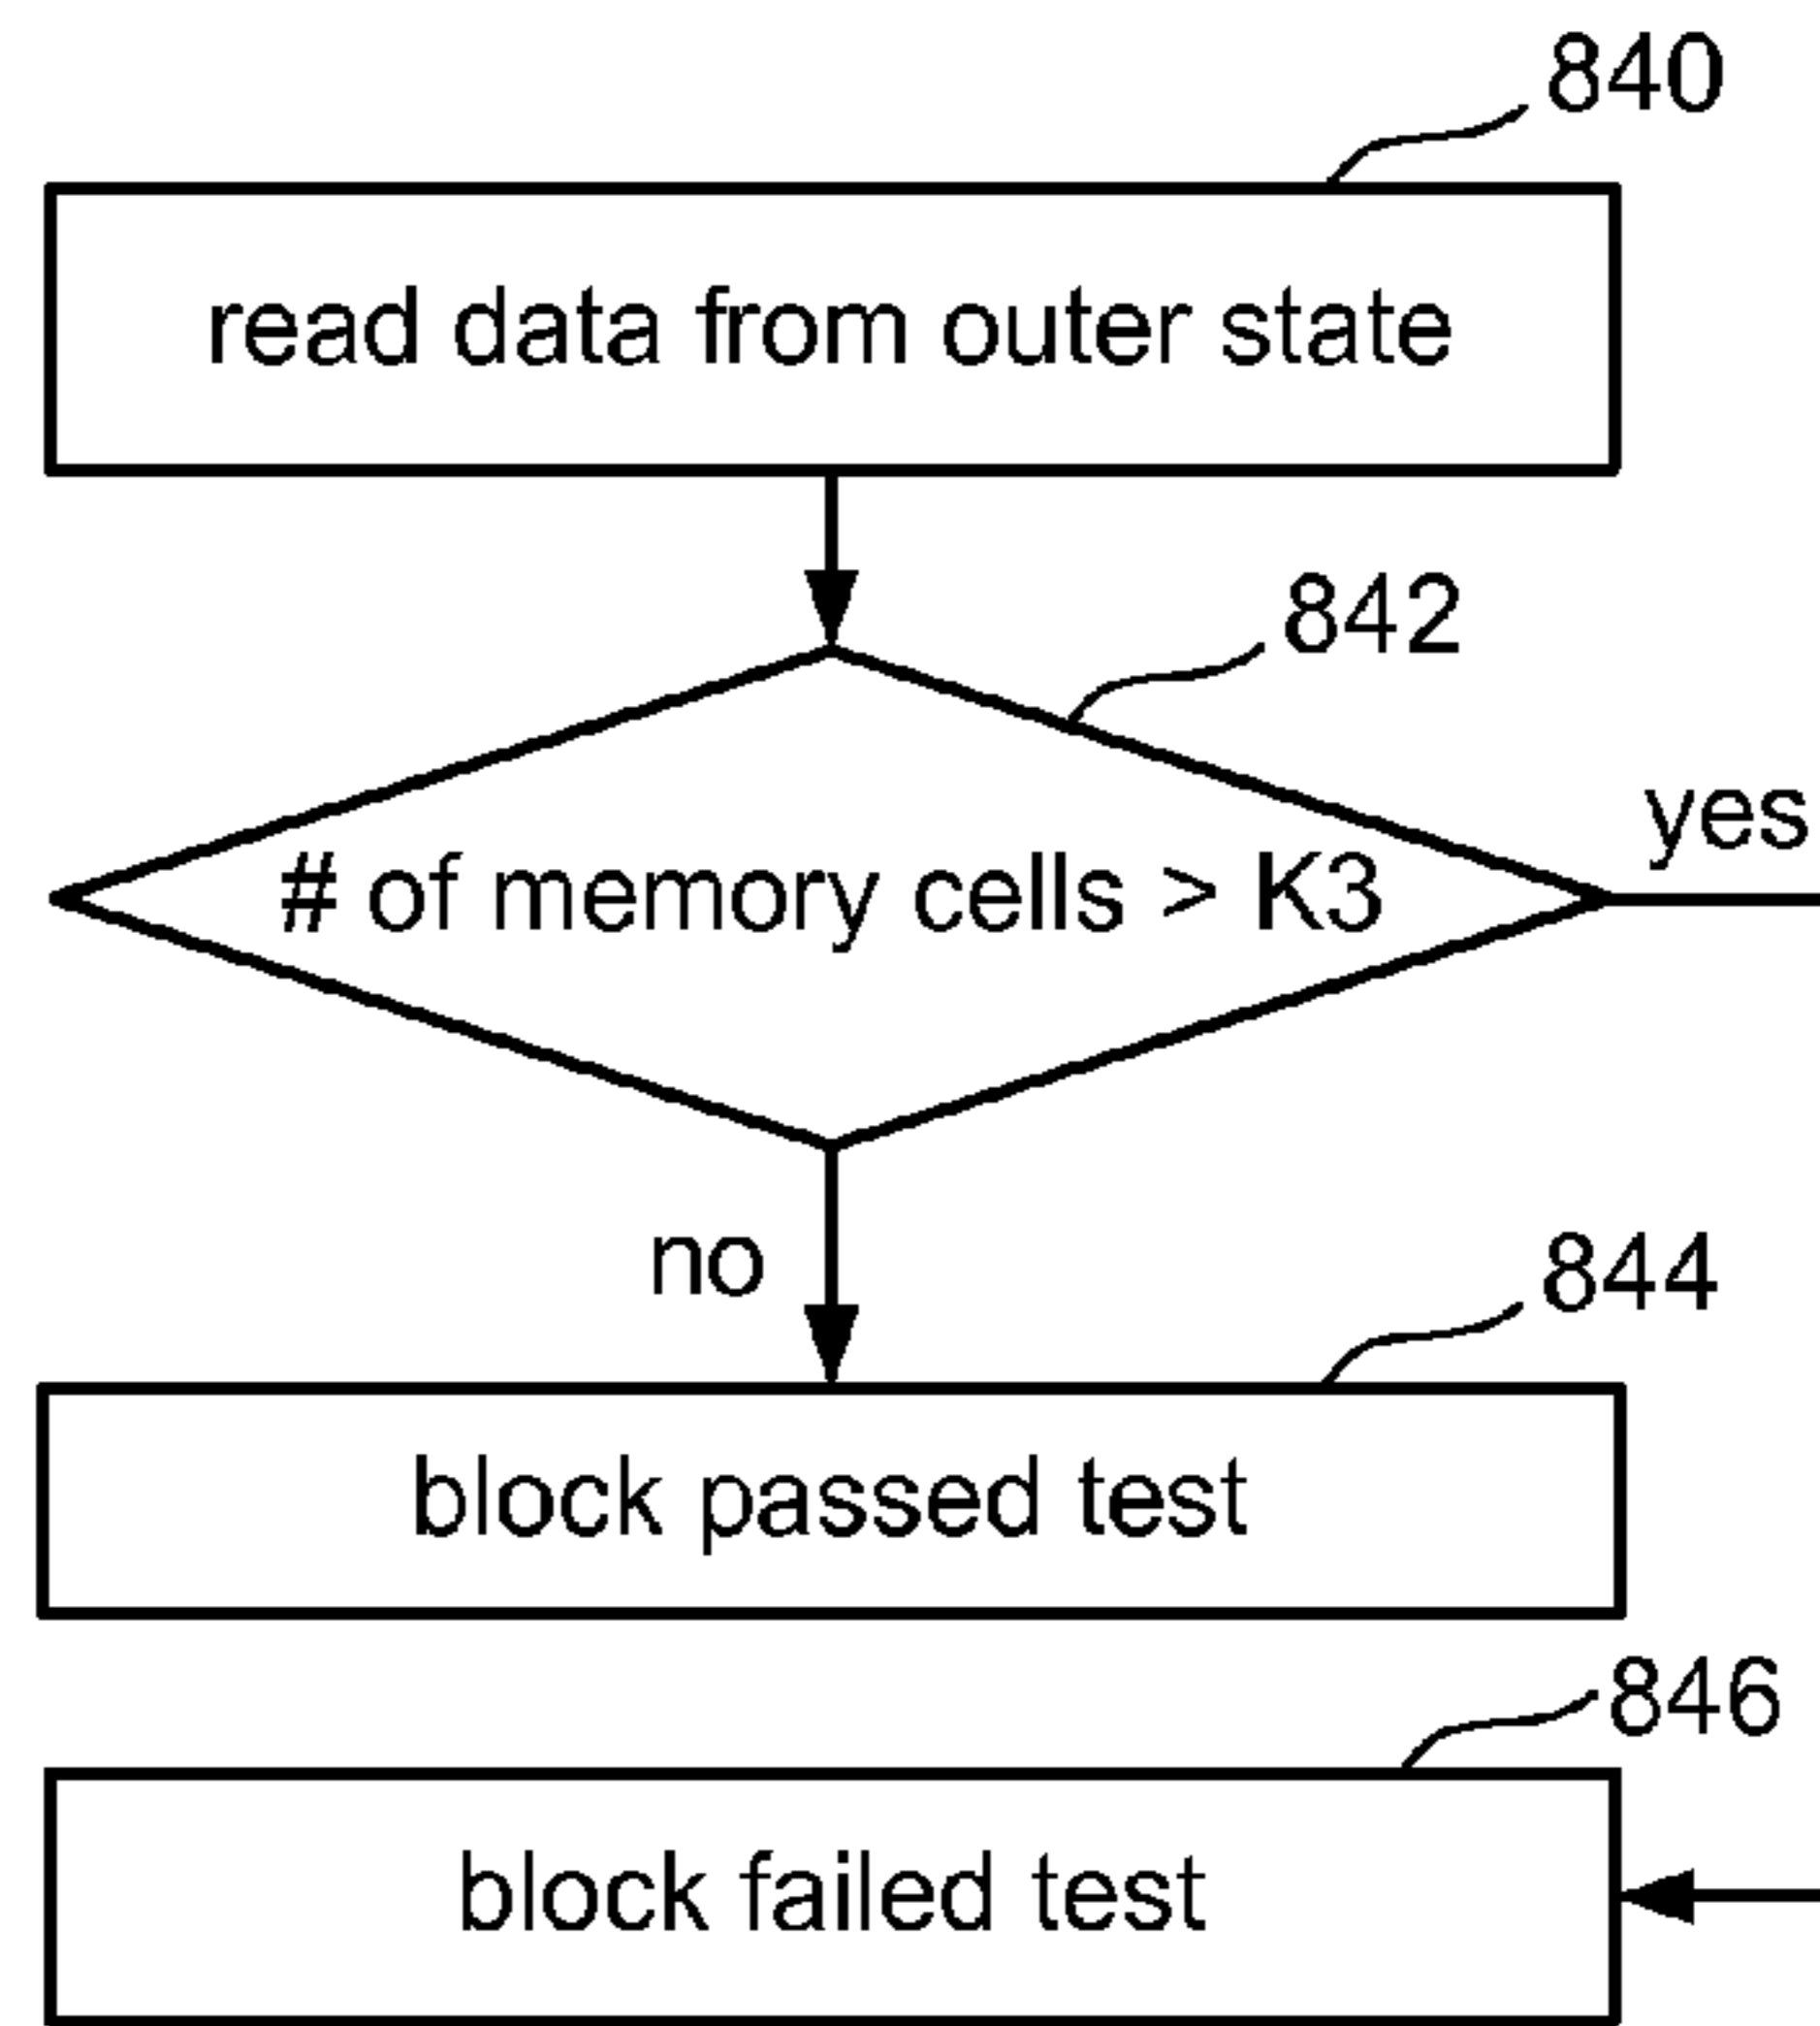 840
read data from outer state
842
# of memory cells > K3
yes
no
844
block passed test
846
block failed test